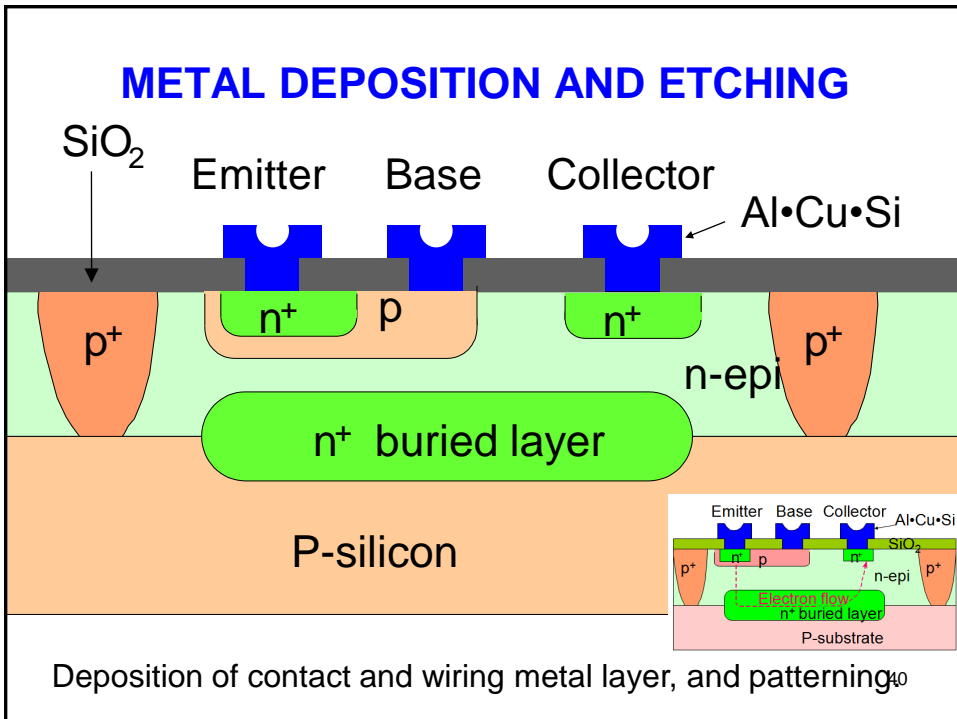 METAL DEPOSITION AND ETCHING
SiO₂
Emitter Base Collector
Al•Cu•Si
n⁺ p n⁺
p⁺ p⁺
n-epi
n⁺ buried layer
P-silicon
Emitter Base Collector
Al•Cu•Si
SiO₂
n⁺ p n⁺
p⁺ n-epi p⁺
Electron flow
n⁺ buried layer
P-substrate
Deposition of contact and wiring metal layer, and patterning.
40